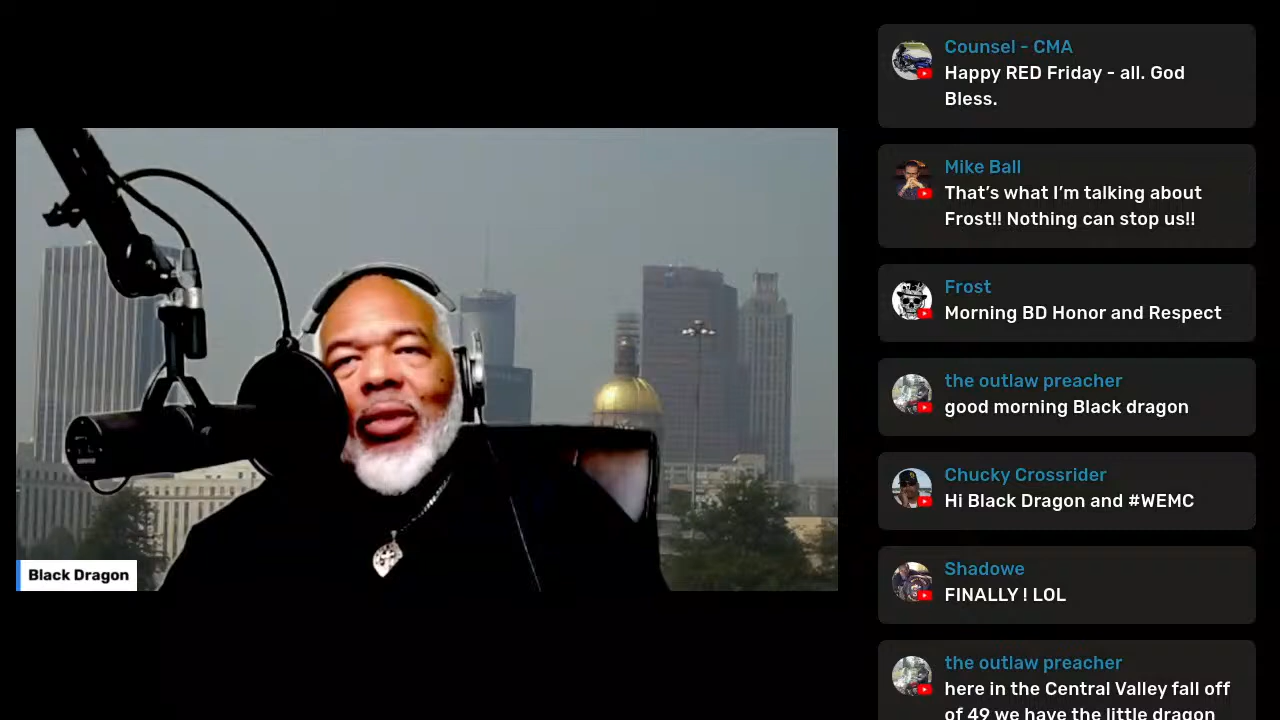 Counsel - CMA
Happy RED Friday - all. God
Bless.
Mike Ball
That’s what I’m talking about
Frost!! Nothing can stop us!!
Frost
Morning BD Honor and Respect
the outlaw preacher
good morning Black dragon
Chucky Crossrider
Hi Black Dragon and #WEMC
Shadowe
FINALLY ! LOL
the outlaw preacher
here in the Central Valley fall off
of 49 we have the little dragon
Black Dragon